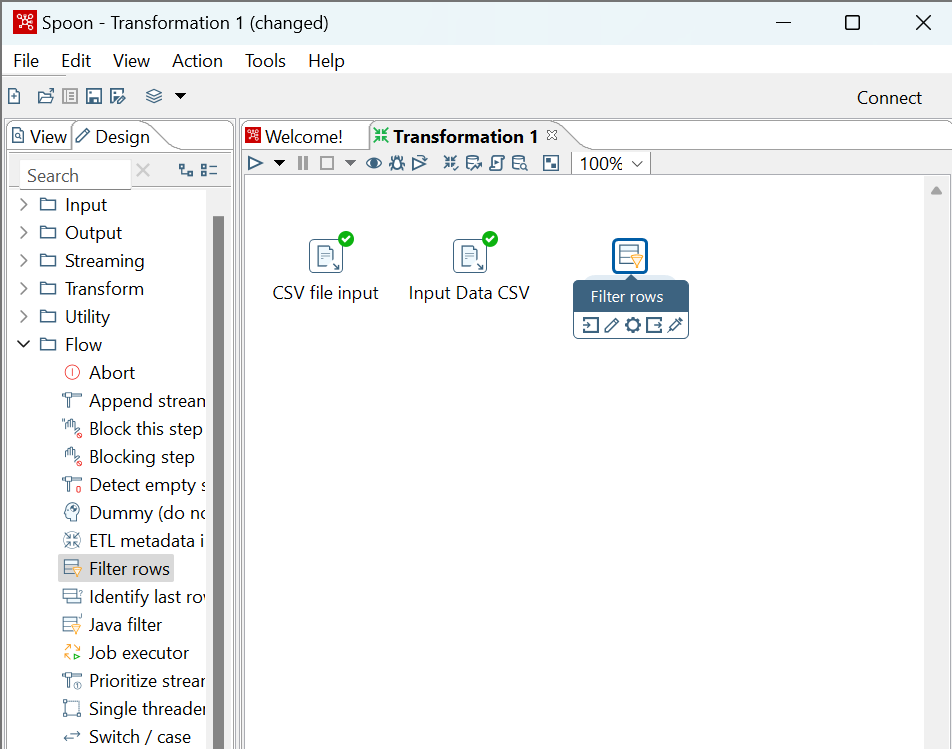 Spoon - Transformation 1 (changed)
File Edit View Action Tools Help
Connect
View Design
Welcome! Transformation 1
Search
100%
Input
Output
Streaming
Transform
Utility
Flow
Abort
Append strean
Block this step
Blocking step
Detect empty s
Dummy (do no
ETL metadata i
Filter rows
Identify last ro
Java filter
Job executor
Prioritize strear
Single threader
Switch / case
CSV file input
Input Data CSV
Filter rows